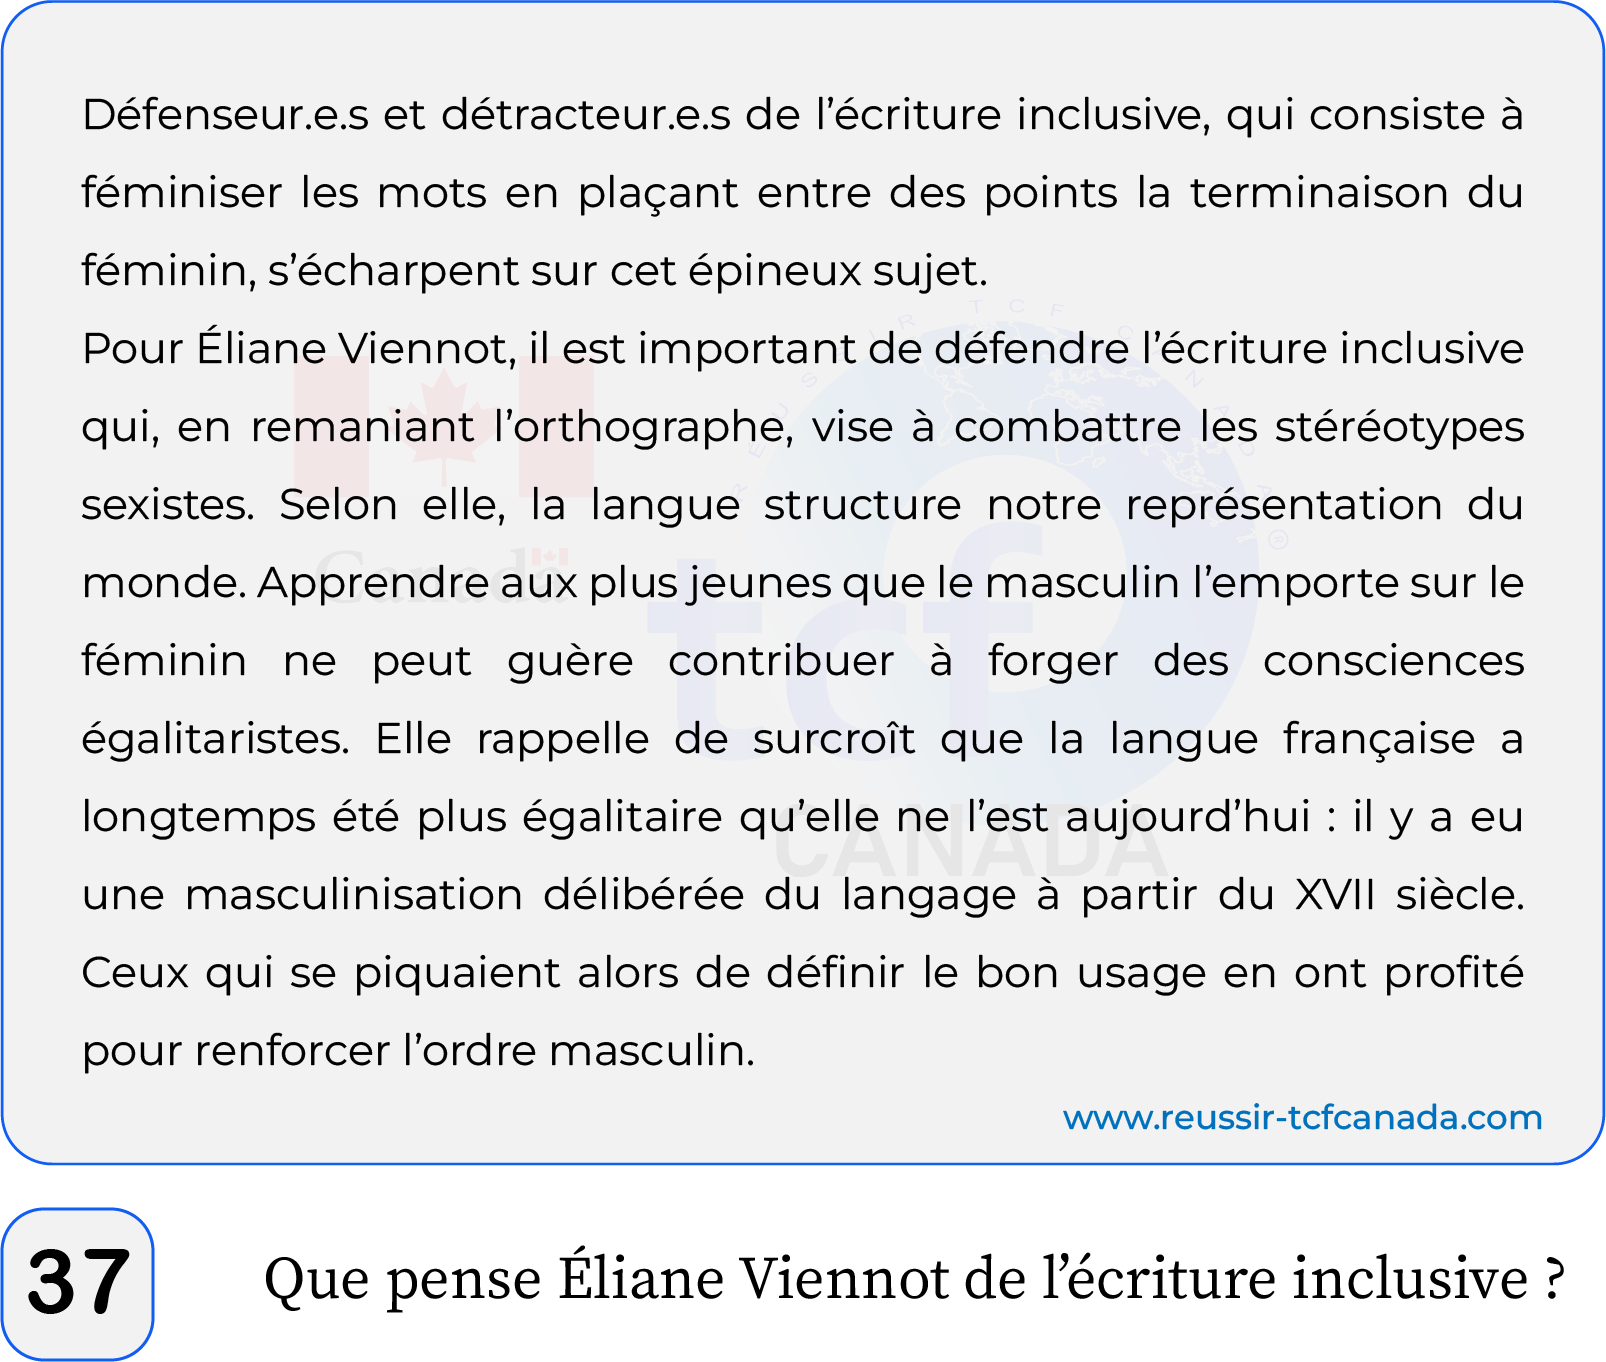 Défenseur.e.s et détracteur.e.s de l’écriture inclusive, qui consiste à
féminiser les mots en plaçant entre des points la terminaison du
féminin, s’écharpent sur cet épineux sujet.
Pour Éliane Viennot, il est important de défendre l’écriture inclusive
qui, en remaniant l’orthographe, vise à combattre les stéréotypes
sexistes. Selon elle, la langue structure notre représentation du
monde. Apprendre aux plus jeunes que le masculin l’emporte sur le
féminin ne peut guère contribuer à forger des consciences
égalitaristes. Elle rappelle de surcroît que la langue française a
longtemps été plus égalitaire qu’elle ne l’est aujourd’hui : il y a eu
une masculinisation délibérée du langage à partir du XVII siècle.
Ceux qui se piquaient alors de définir le bon usage en ont profité
pour renforcer l’ordre masculin.
REUSSIR TCF CANADA®
Canada
tcf
CANADA
www.reussir-tcfcanada.com
37
Que pense Éliane Viennot de l’écriture inclusive ?